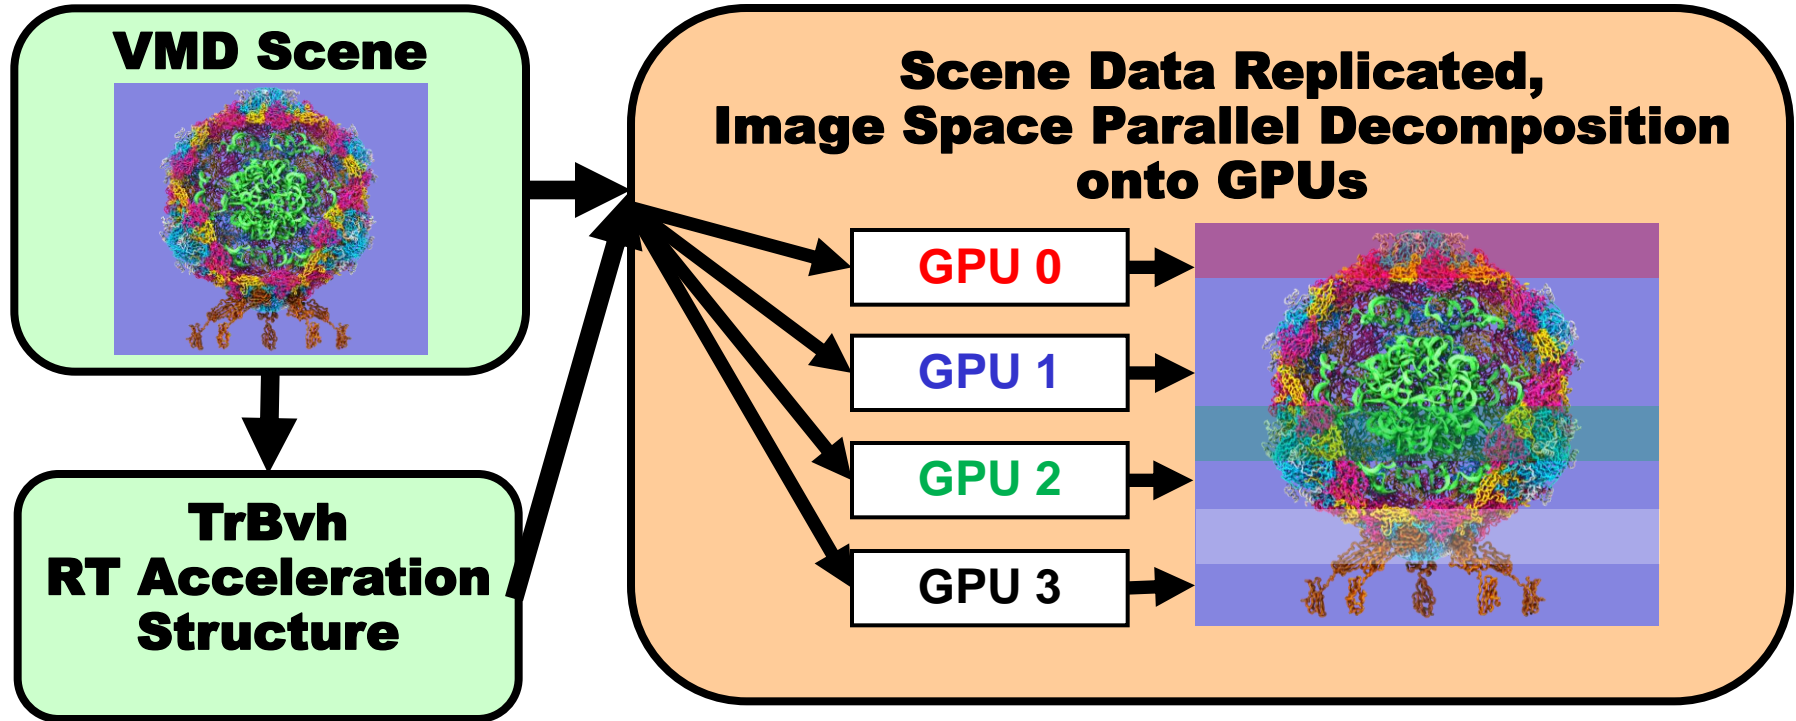 VMD Scene
TrBvh
RT Acceleration
Structure
Scene Data Replicated,
Image Space Parallel Decomposition
onto GPUs
GPU 0
GPU 1
GPU 2
GPU 3